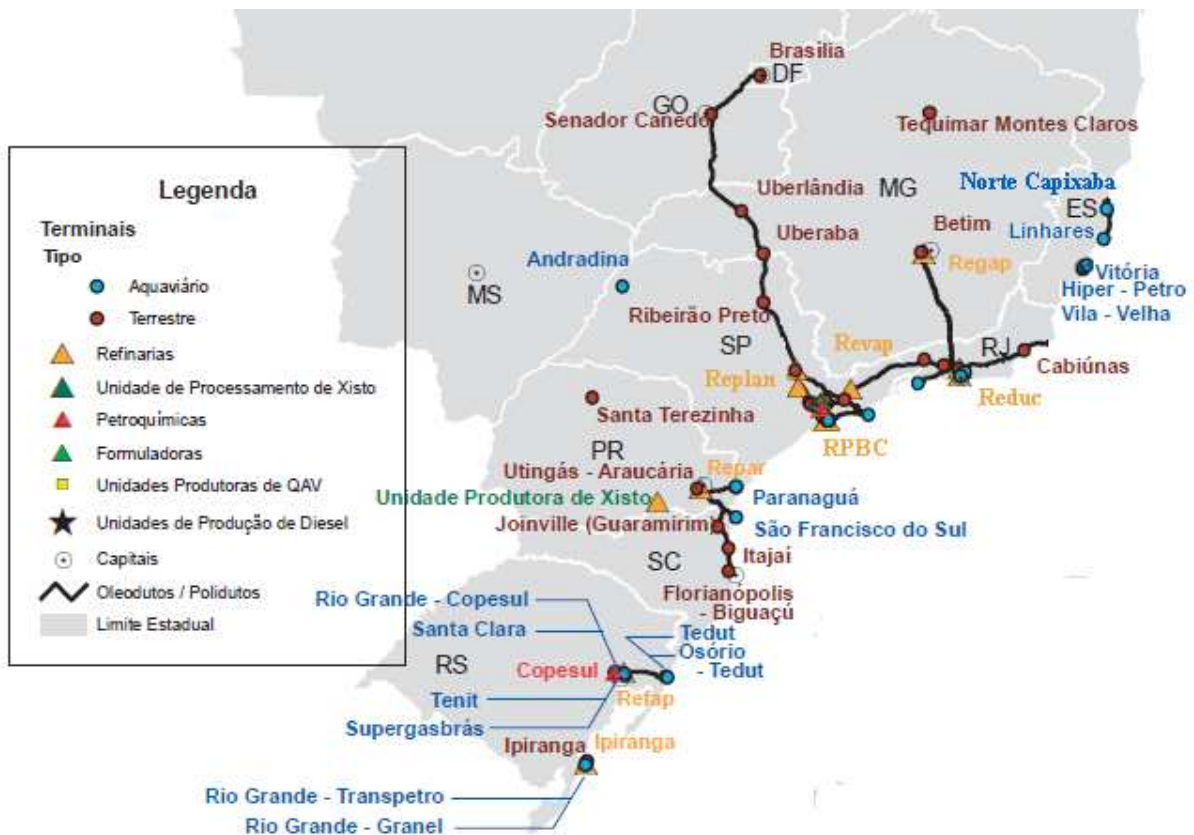 Brasilia
DF
GO
Senador Canedo
Tequimar Montes Claros
Legenda
Terminais
Tipo
Aquaviário
Terrestre
Refinarias
Unidade de Processamento de Xisto
Petroquímicas
Formuladoras
Unidades Produtoras de QAV
Unidades de Produção de Diesel
Capitais
Oleodutos / Polidutos
Limite Estadual
Uberlândia
MG
Norte Capixaba
ES
Uberaba
Betim
Linhares
Andradina
Regap
Vitória
MS
Hiper - Petro
Vila - Velha
Ribeirão Preto
SP
Revap
RJ
Cabiúnas
Replan
Reduc
Santa Terezinha
RPBC
PR
Utingás - Araucária
Repar
Unidade Produtora de Xisto
Paranaguá
Joinville (Guaramirim)
São Francisco do Sul
SC
Itajaí
Florianópolis
- Biguaçú
Rio Grande - Copesul
Santa Clara
Tedut
Osório
- Tedut
RS
Copesul
Refap
Tenit
Supergasbrás
Ipiranga
Ipiranga
Rio Grande - Transpetro
Rio Grande - Granel